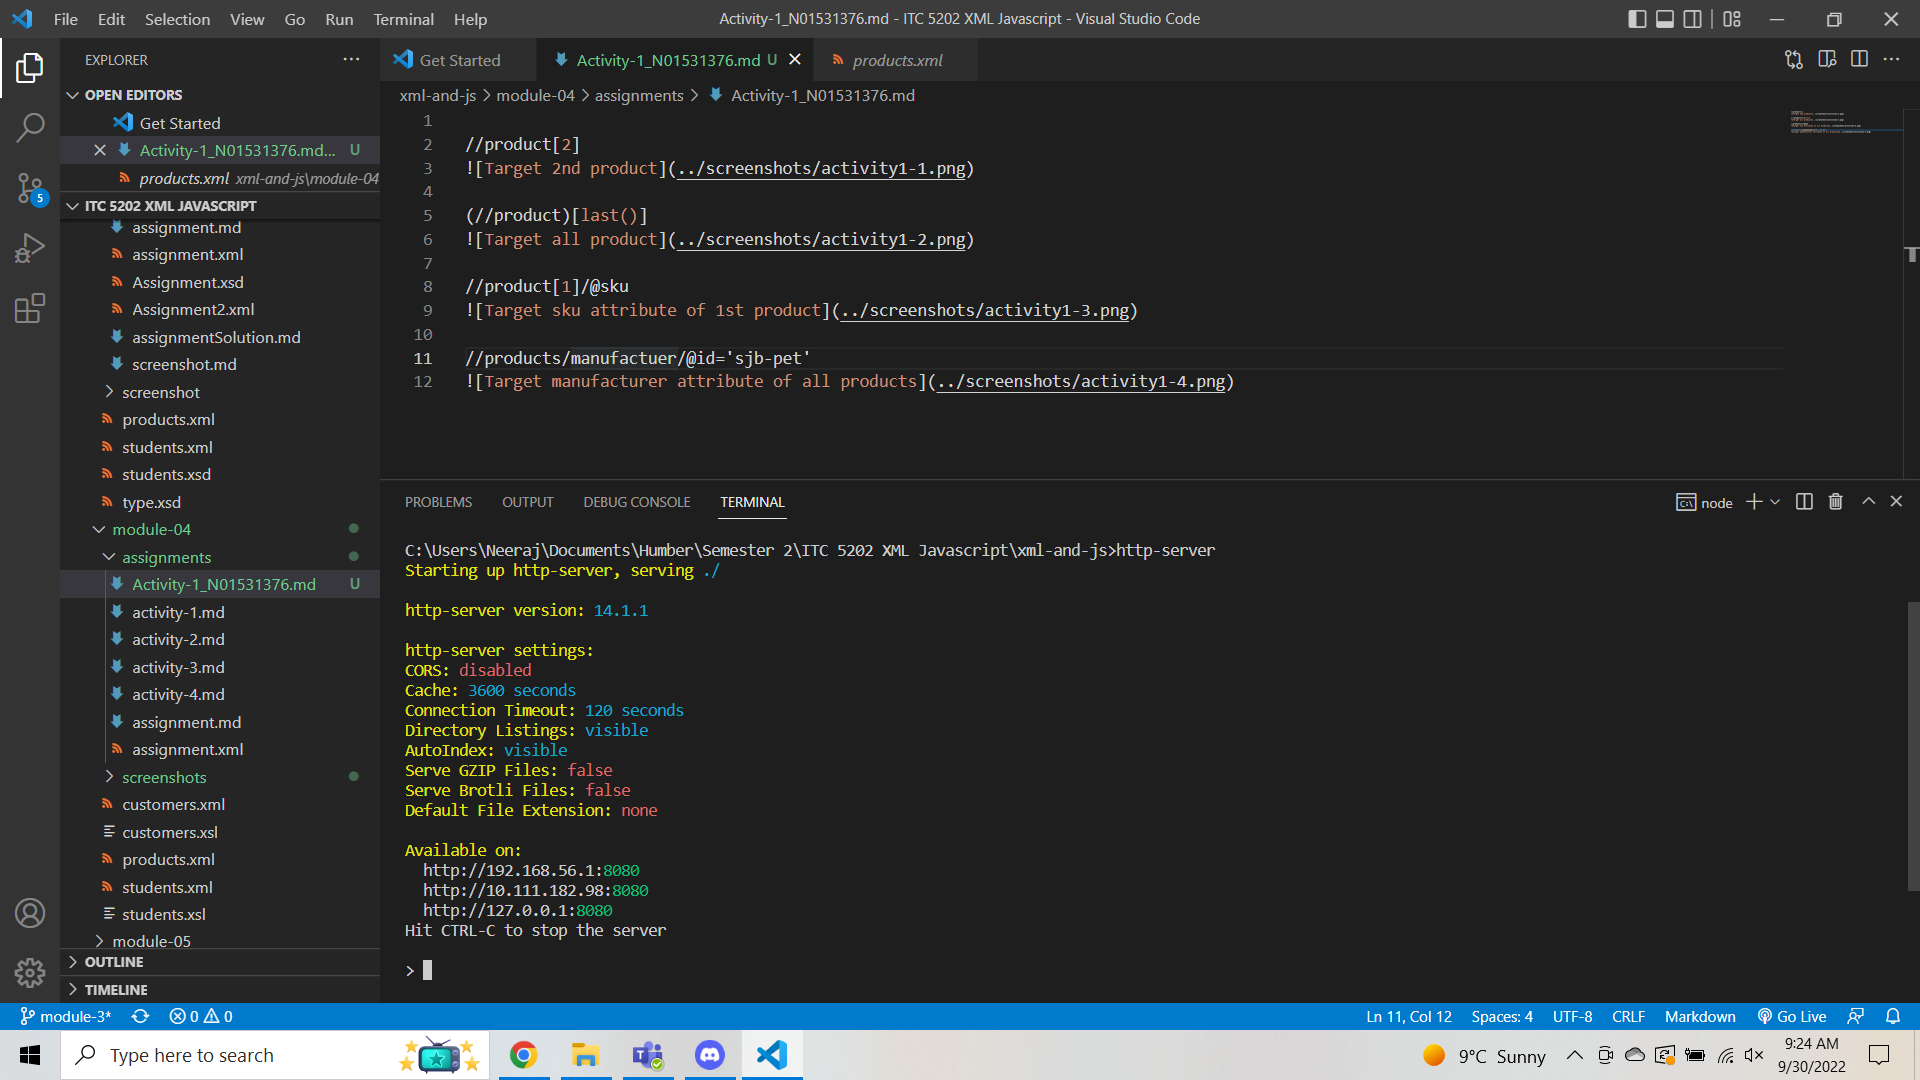 File Edit Selection View Go Run Terminal Help
Activity-1_N01531376.md - ITC 5202 XML Javascript - Visual Studio Code
EXPLORER
Get Started
Activity-1_N01531376.md U
products.xml
OPEN EDITORS
Get Started
Activity-1_N01531376.md... U
products.xml xml-and-js\module-04
ITC 5202 XML JAVASCRIPT
assignment.md
assignment.xml
Assignment.xsd
Assignment2.xml
assignmentSolution.md
screenshot.md
screenshot
products.xml
students.xml
students.xsd
type.xsd
module-04
assignments
Activity-1_N01531376.md U
activity-1.md
activity-2.md
activity-3.md
activity-4.md
assignment.md
assignment.xml
screenshots
customers.xml
customers.xsl
products.xml
students.xml
students.xsl
module-05
OUTLINE
TIMELINE
5
xml-and-js > module-04 > assignments > Activity-1_N01531376.md
1
2 //product[2]
3 ![Target 2nd product](../screenshots/activity1-1.png)
4
5 (//product)[last()]
6 ![Target all product](../screenshots/activity1-2.png)
7
8 //product[1]/@sku
9 ![Target sku attribute of 1st product](../screenshots/activity1-3.png)
10
11 //products/manufactuer/@id='sjb-pet'
12 ![Target manufacturer attribute of all products](../screenshots/activity1-4.png)
PROBLEMS OUTPUT DEBUG CONSOLE TERMINAL
node
C:\Users\Neeraj\Documents\Humber\Semester 2\ITC 5202 XML Javascript\xml-and-js>http-server
Starting up http-server, serving ./
http-server version: 14.1.1
http-server settings:
CORS: disabled
Cache: 3600 seconds
Connection Timeout: 120 seconds
Directory Listings: visible
AutoIndex: visible
Serve GZIP Files: false
Serve Brotli Files: false
Default File Extension: none
Available on:
http://192.168.56.1:8080
http://10.111.182.98:8080
http://127.0.0.1:8080
Hit CTRL-C to stop the server
>
module-3* 0 0
Ln 11, Col 12 Spaces: 4 UTF-8 CRLF Markdown Go Live
Type here to search
9°C Sunny
9:24 AM
9/30/2022